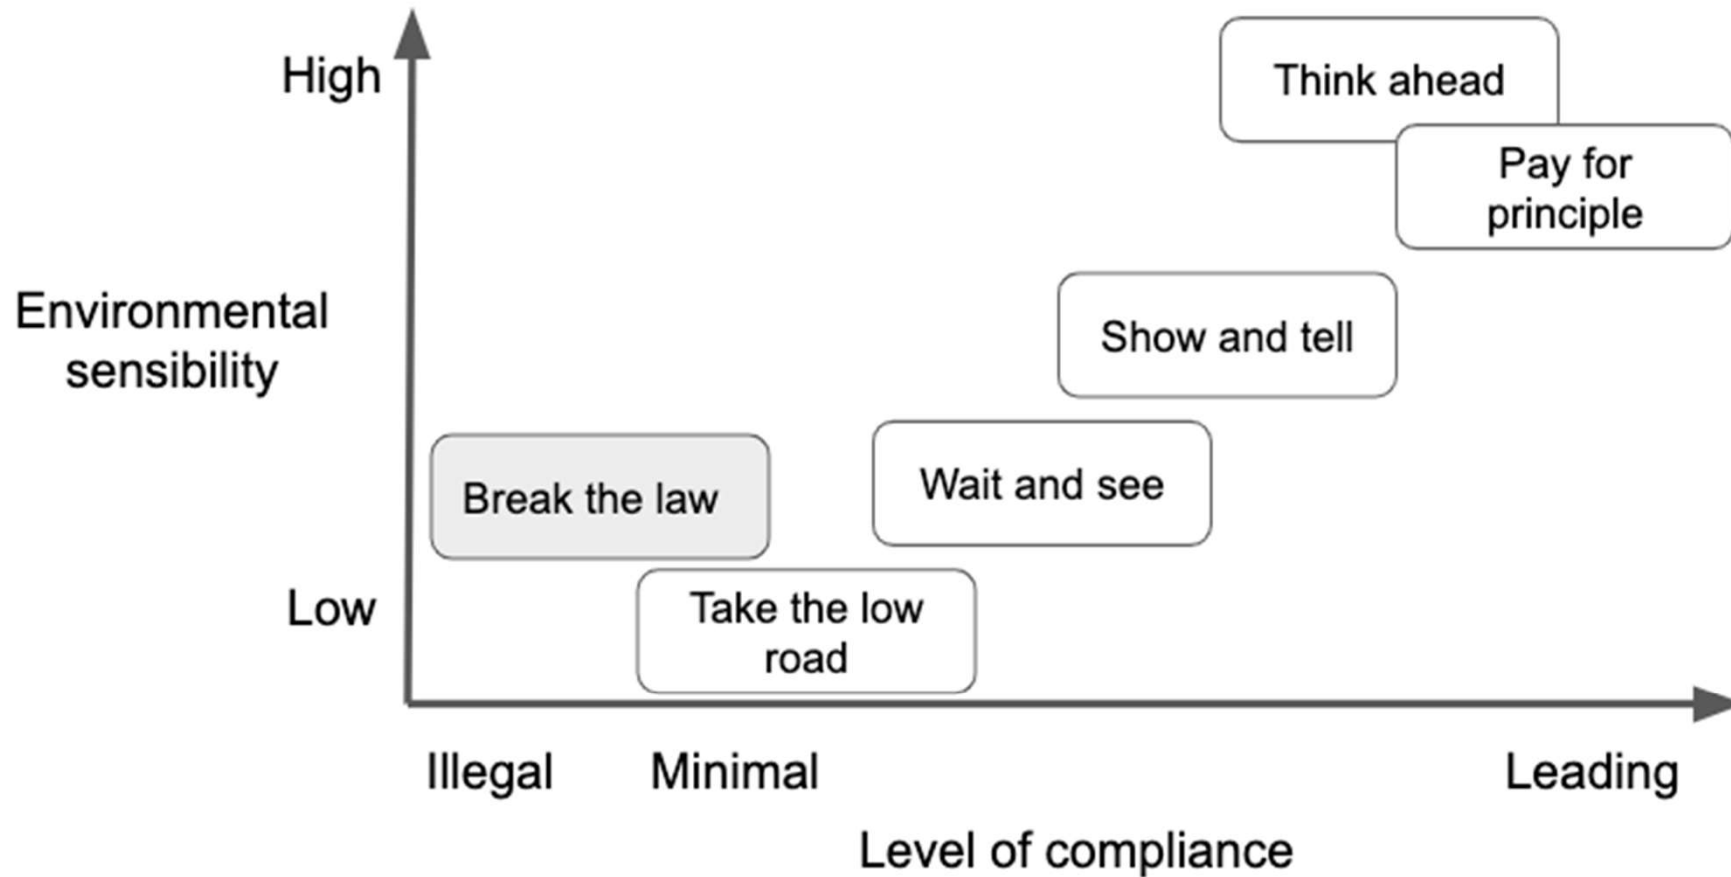 High
Think ahead
Pay for
principle
Environmental
sensibility
Show and tell
Break the law
Wait and see
Low
Take the low
road
Illegal
Minimal
Leading
Level of compliance